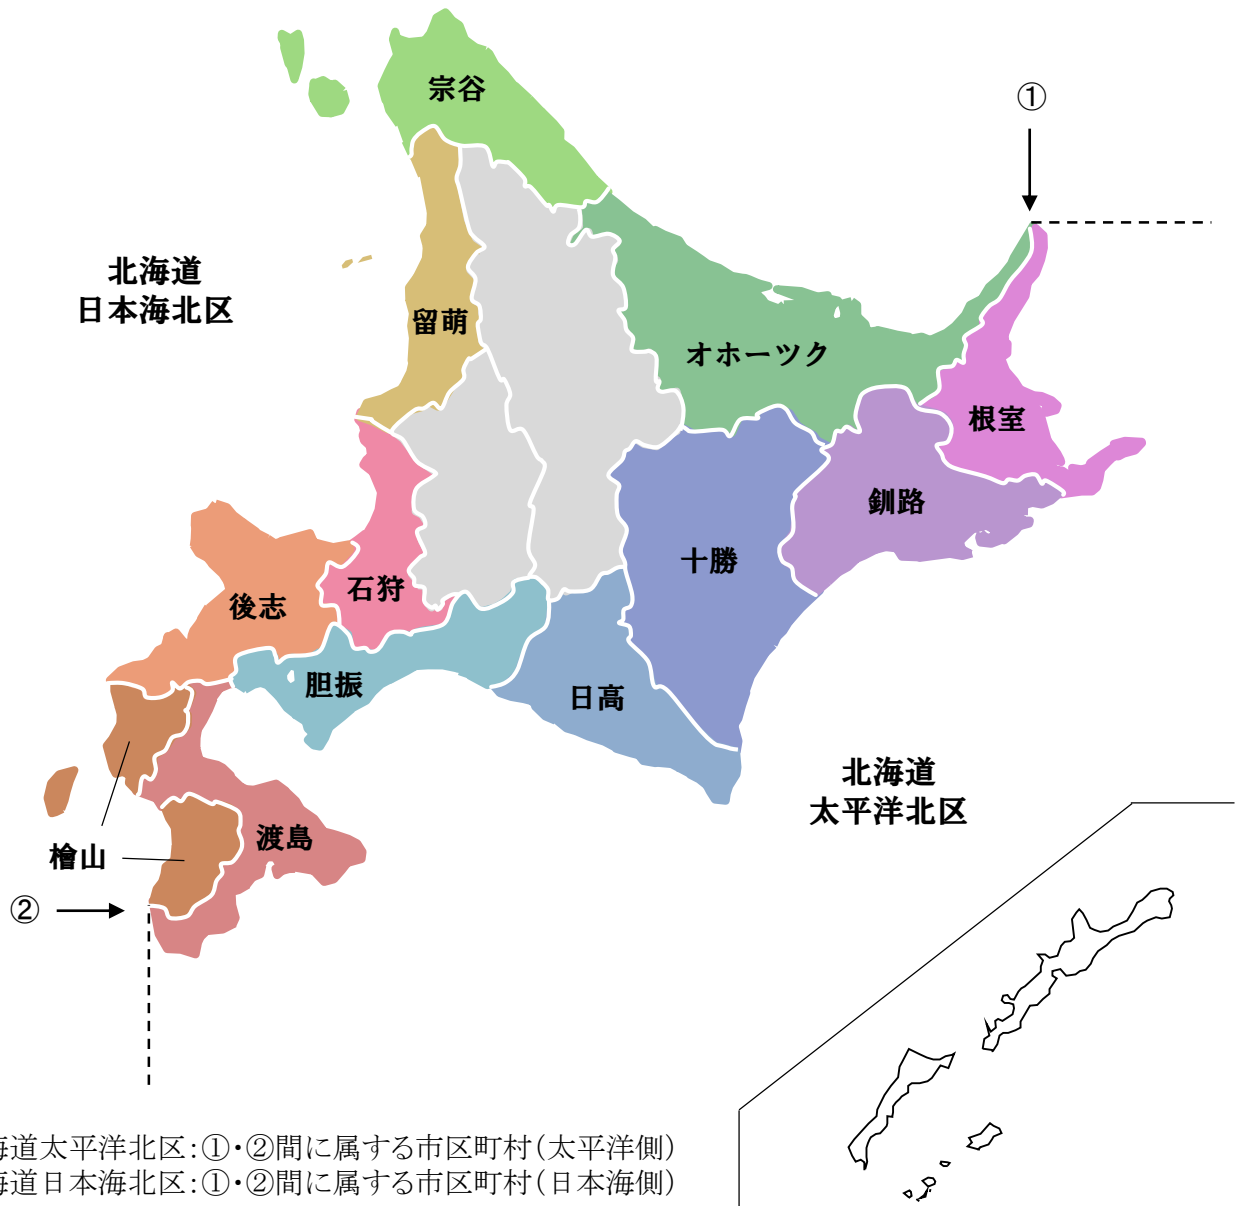 宗谷
①
北海道
日本海北区
留萌
オホーツク
根室
釧路
十勝
石狩
後志
胆振
日高
北海道
太平洋北区
渡島
檜山
②
海道太平洋北区:①・②間に属する市区町村(太平洋側)
海道日本海北区:①・②間に属する市区町村(日本海側)